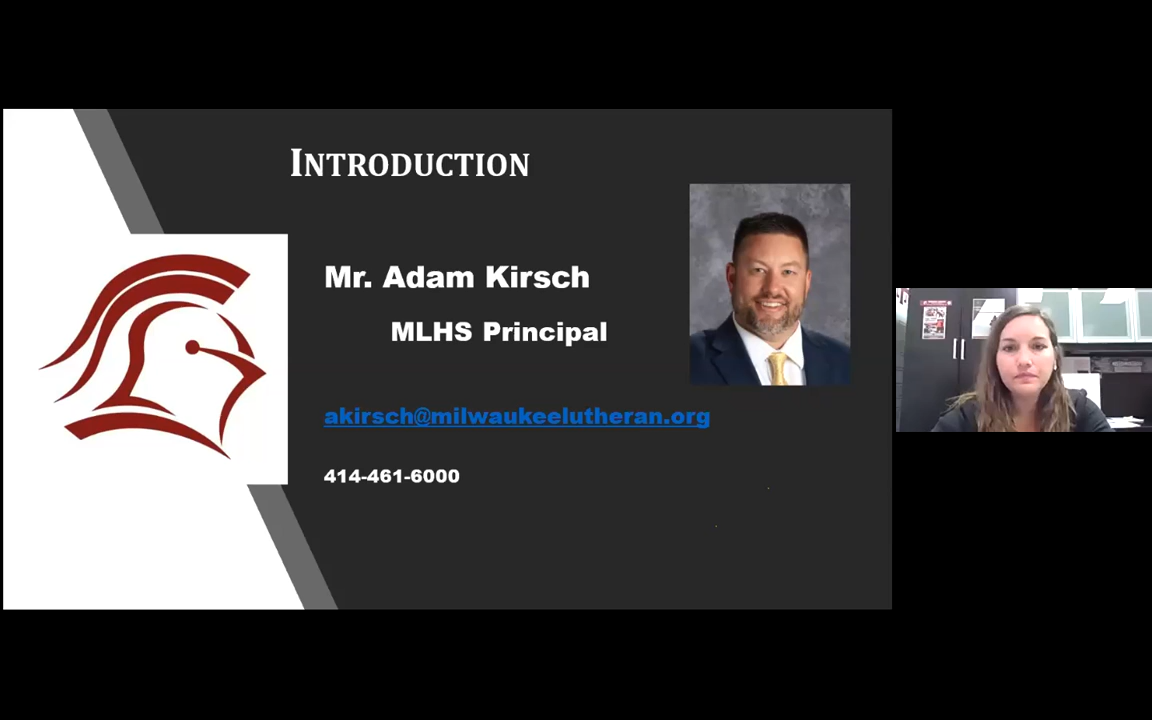 INTRODUCTION
Mr. Adam Kirsch
MLHS Principal
akirsch@milwaukeelutheran.org
414-461-6000